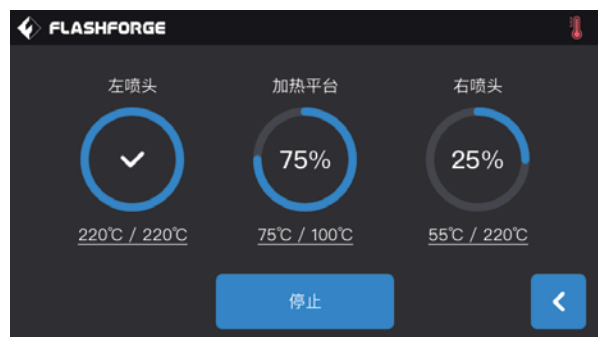 FLASHFORGE
左喷头
加热平台
右喷头
75%
25%
220℃ / 220℃
75℃ / 100℃
55℃ / 220℃
停止